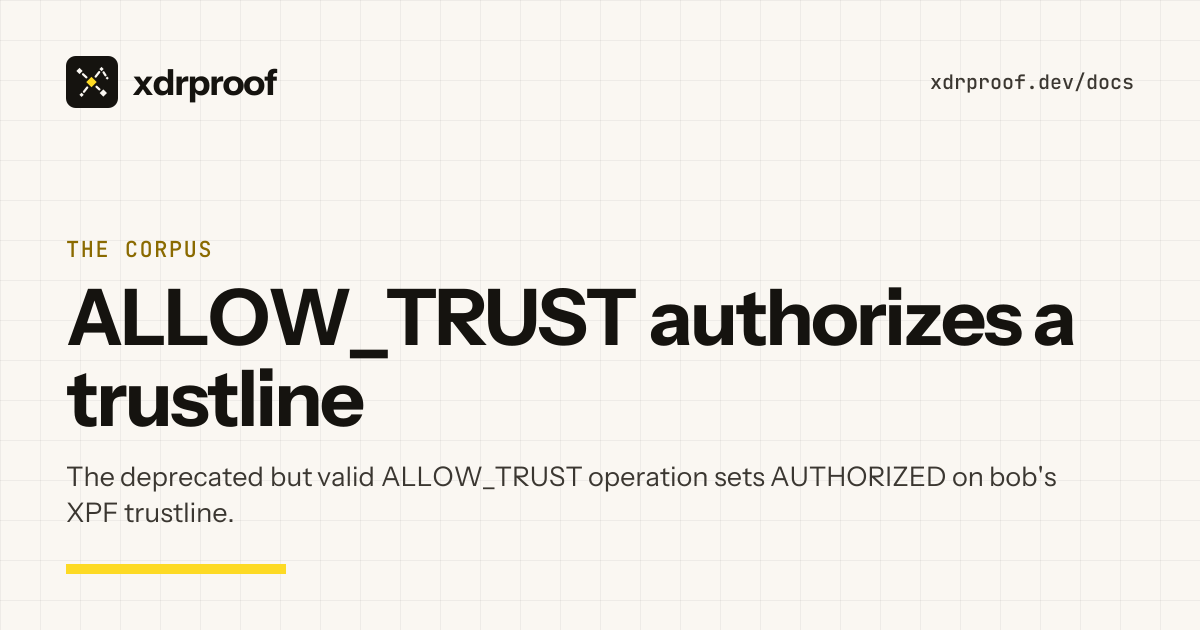 xdrproof
xdrproof.dev/docs
THE CORPUS
ALLOW_TRUST authorizes a
trustline
The deprecated but valid ALLOW_TRUST operation sets AUTHORIZED on bob's
XPF trustline.